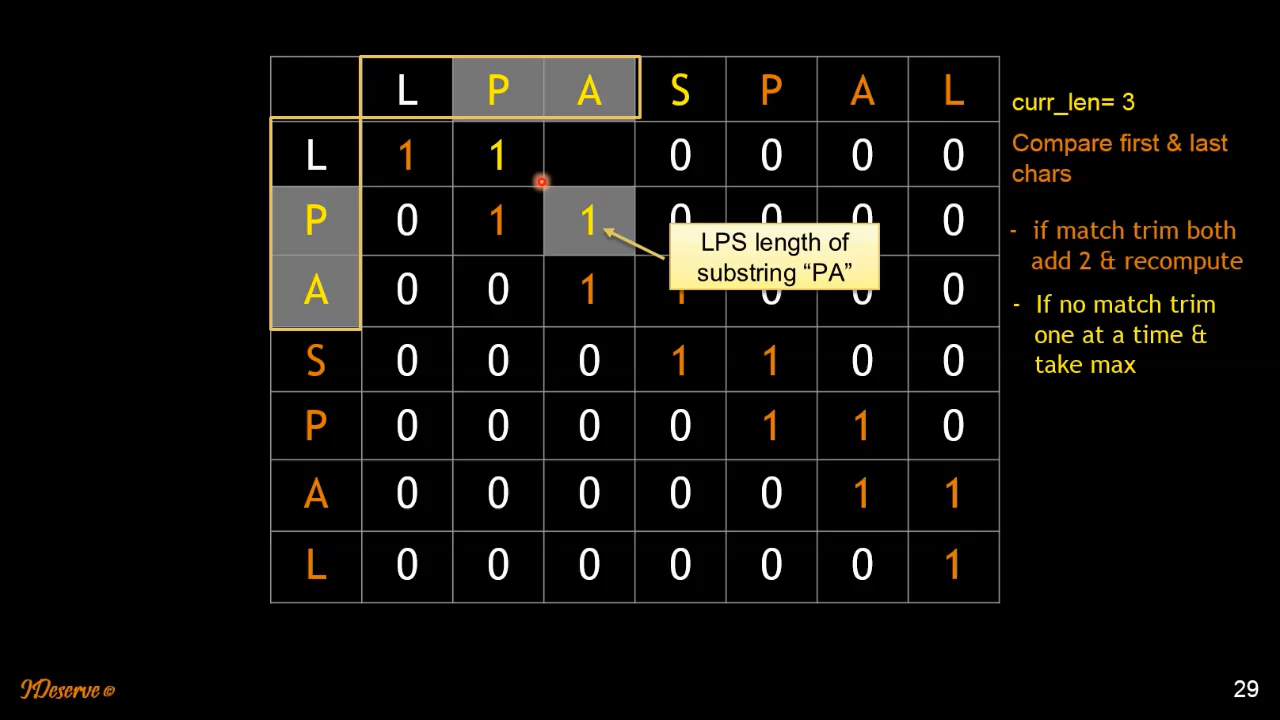 L P A S P A L
L 1 1 0 0 0 0
P 0 1 1 0 0 0 0
A 0 0 1 1 0 0 0
S 0 0 0 1 1 0 0
P 0 0 0 0 1 1 0
A 0 0 0 0 0 1 1
L 0 0 0 0 0 0 1
LPS length of
substring “PA”
curr_len= 3
Compare first & last
chars
- if match trim both
add 2 & recompute
- If no match trim
one at a time &
take max
IDeserve ©
29